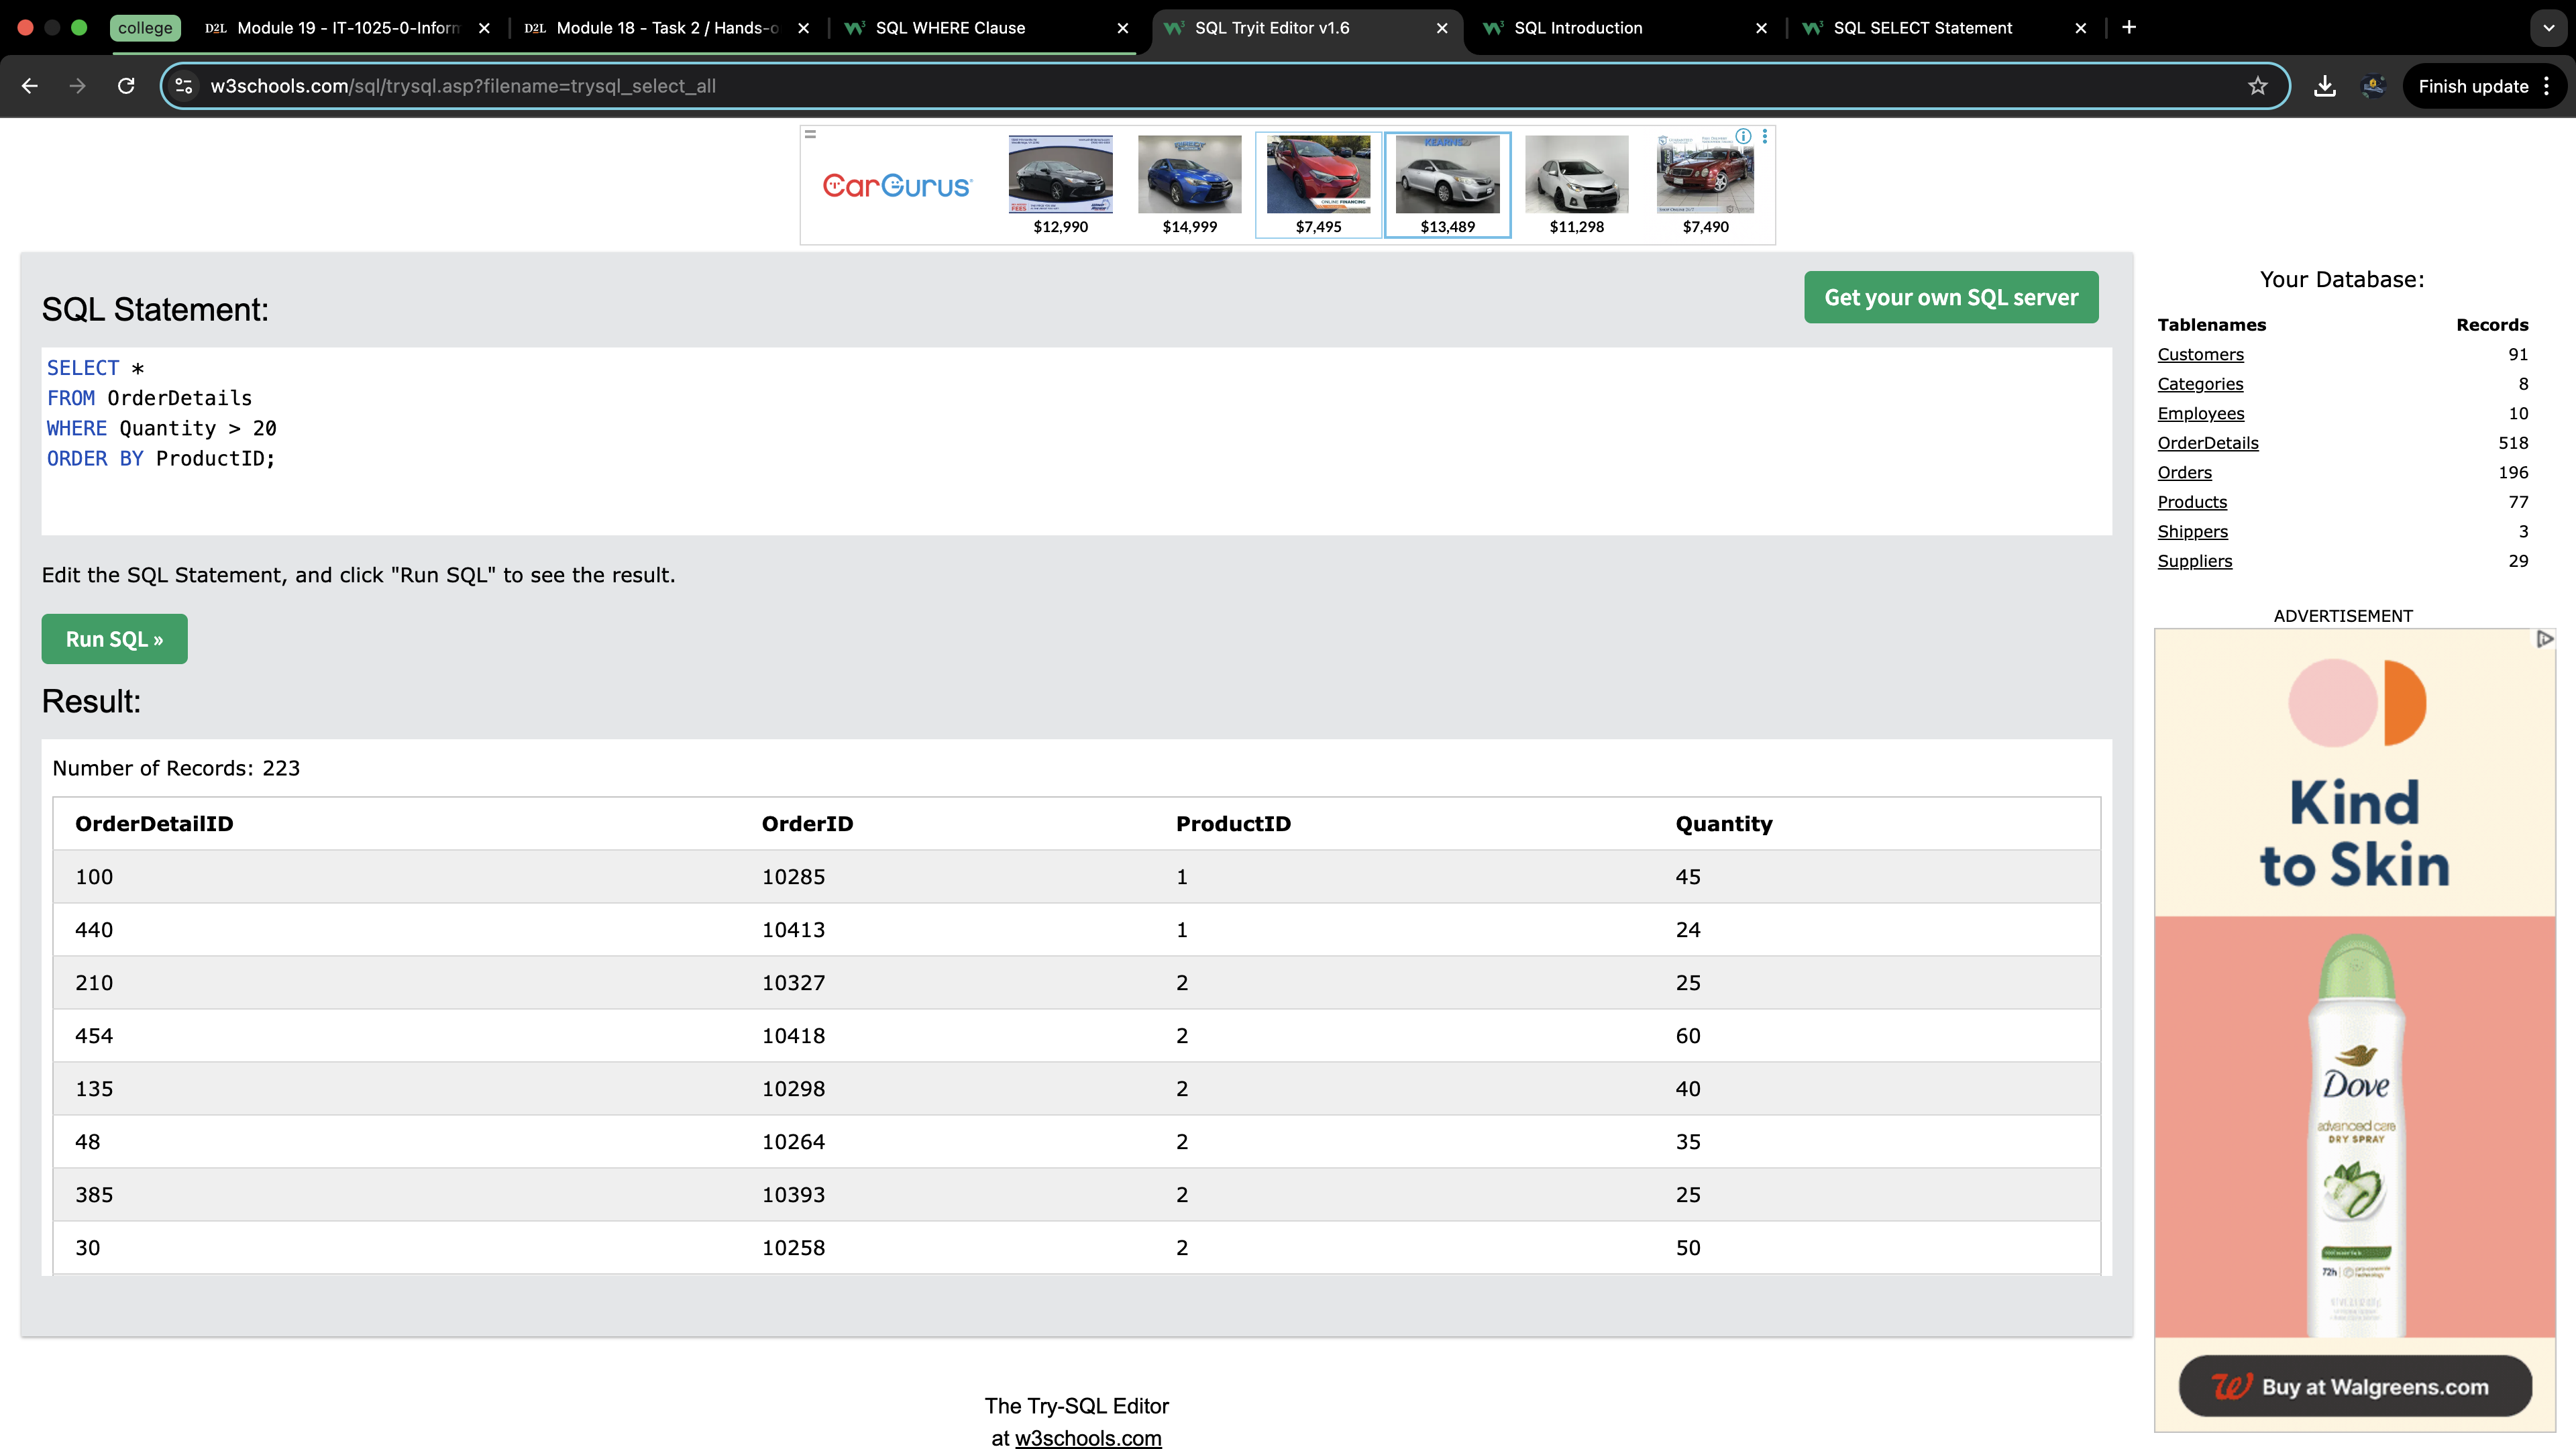 college
D2L Module 19 - IT-1025-0-Inforn
D2L Module 18 - Task 2 / Hands-o
SQL WHERE Clause
SQL Tryit Editor v1.6
SQL Introduction
SQL SELECT Statement
w3schools.com/sql/trysql.asp?filename=trysql_select_all
Finish update
CarGurus
KEARNS
ONLINE FINANCING
FEES
$12,990 $14,999 $7,495 $13,489 $11,298 $7,490
SQL Statement:
Get your own SQL server
SELECT *
FROM OrderDetails
WHERE Quantity > 20
ORDER BY ProductID;
Edit the SQL Statement, and click "Run SQL" to see the result.
Run SQL »
Result:
Number of Records: 223
OrderDetailID OrderID ProductID Quantity
100 10285 1 45
440 10413 1 24
210 10327 2 25
454 10418 2 60
135 10298 2 40
48 10264 2 35
385 10393 2 25
30 10258 2 50
The Try-SQL Editor
at w3schools.com
Your Database:
Tablenames Records
Customers 91
Categories 8
Employees 10
OrderDetails 518
Orders 196
Products 77
Shippers 3
Suppliers 29
ADVERTISEMENT
Kind
to Skin
Dove
advanced care
DRY SPRAY
72h
Buy at Walgreens.com